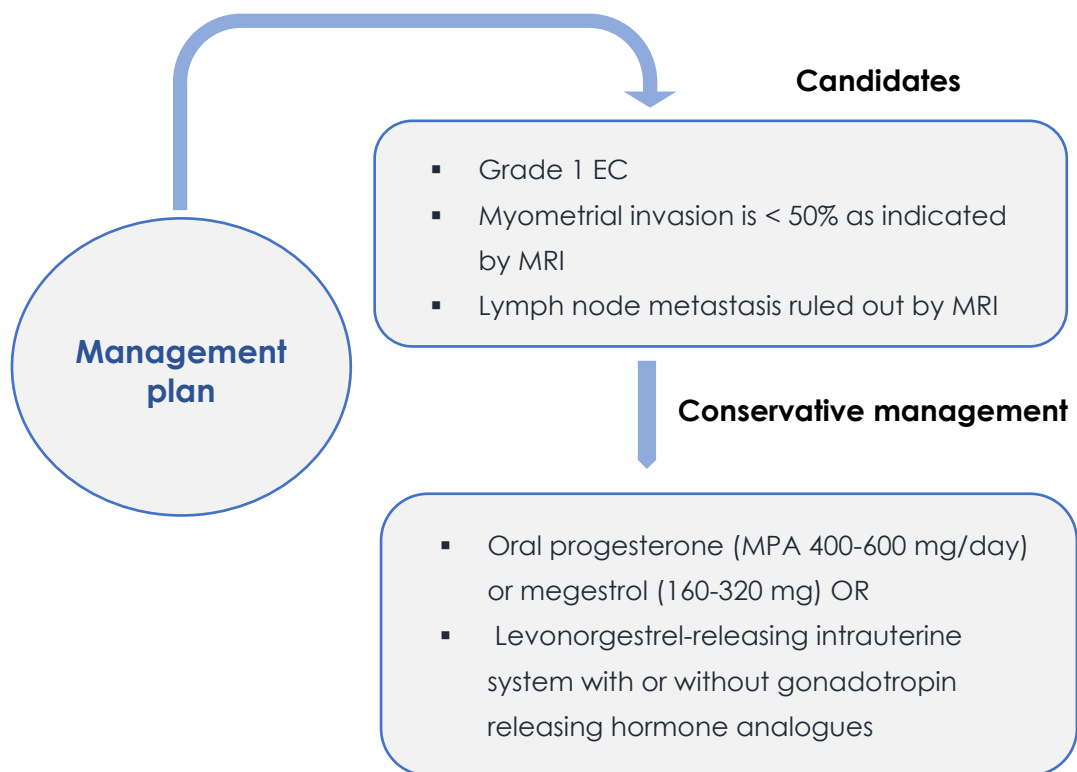 Candidates
▪ Grade 1 EC
▪ Myometrial invasion is < 50% as indicated
by MRI
▪ Lymph node metastasis ruled out by MRI
Management
plan
Conservative management
▪ Oral progesterone (MPA 400-600 mg/day)
or megestrol (160-320 mg) OR
▪ Levonorgestrel-releasing intrauterine
system with or without gonadotropin
releasing hormone analogues